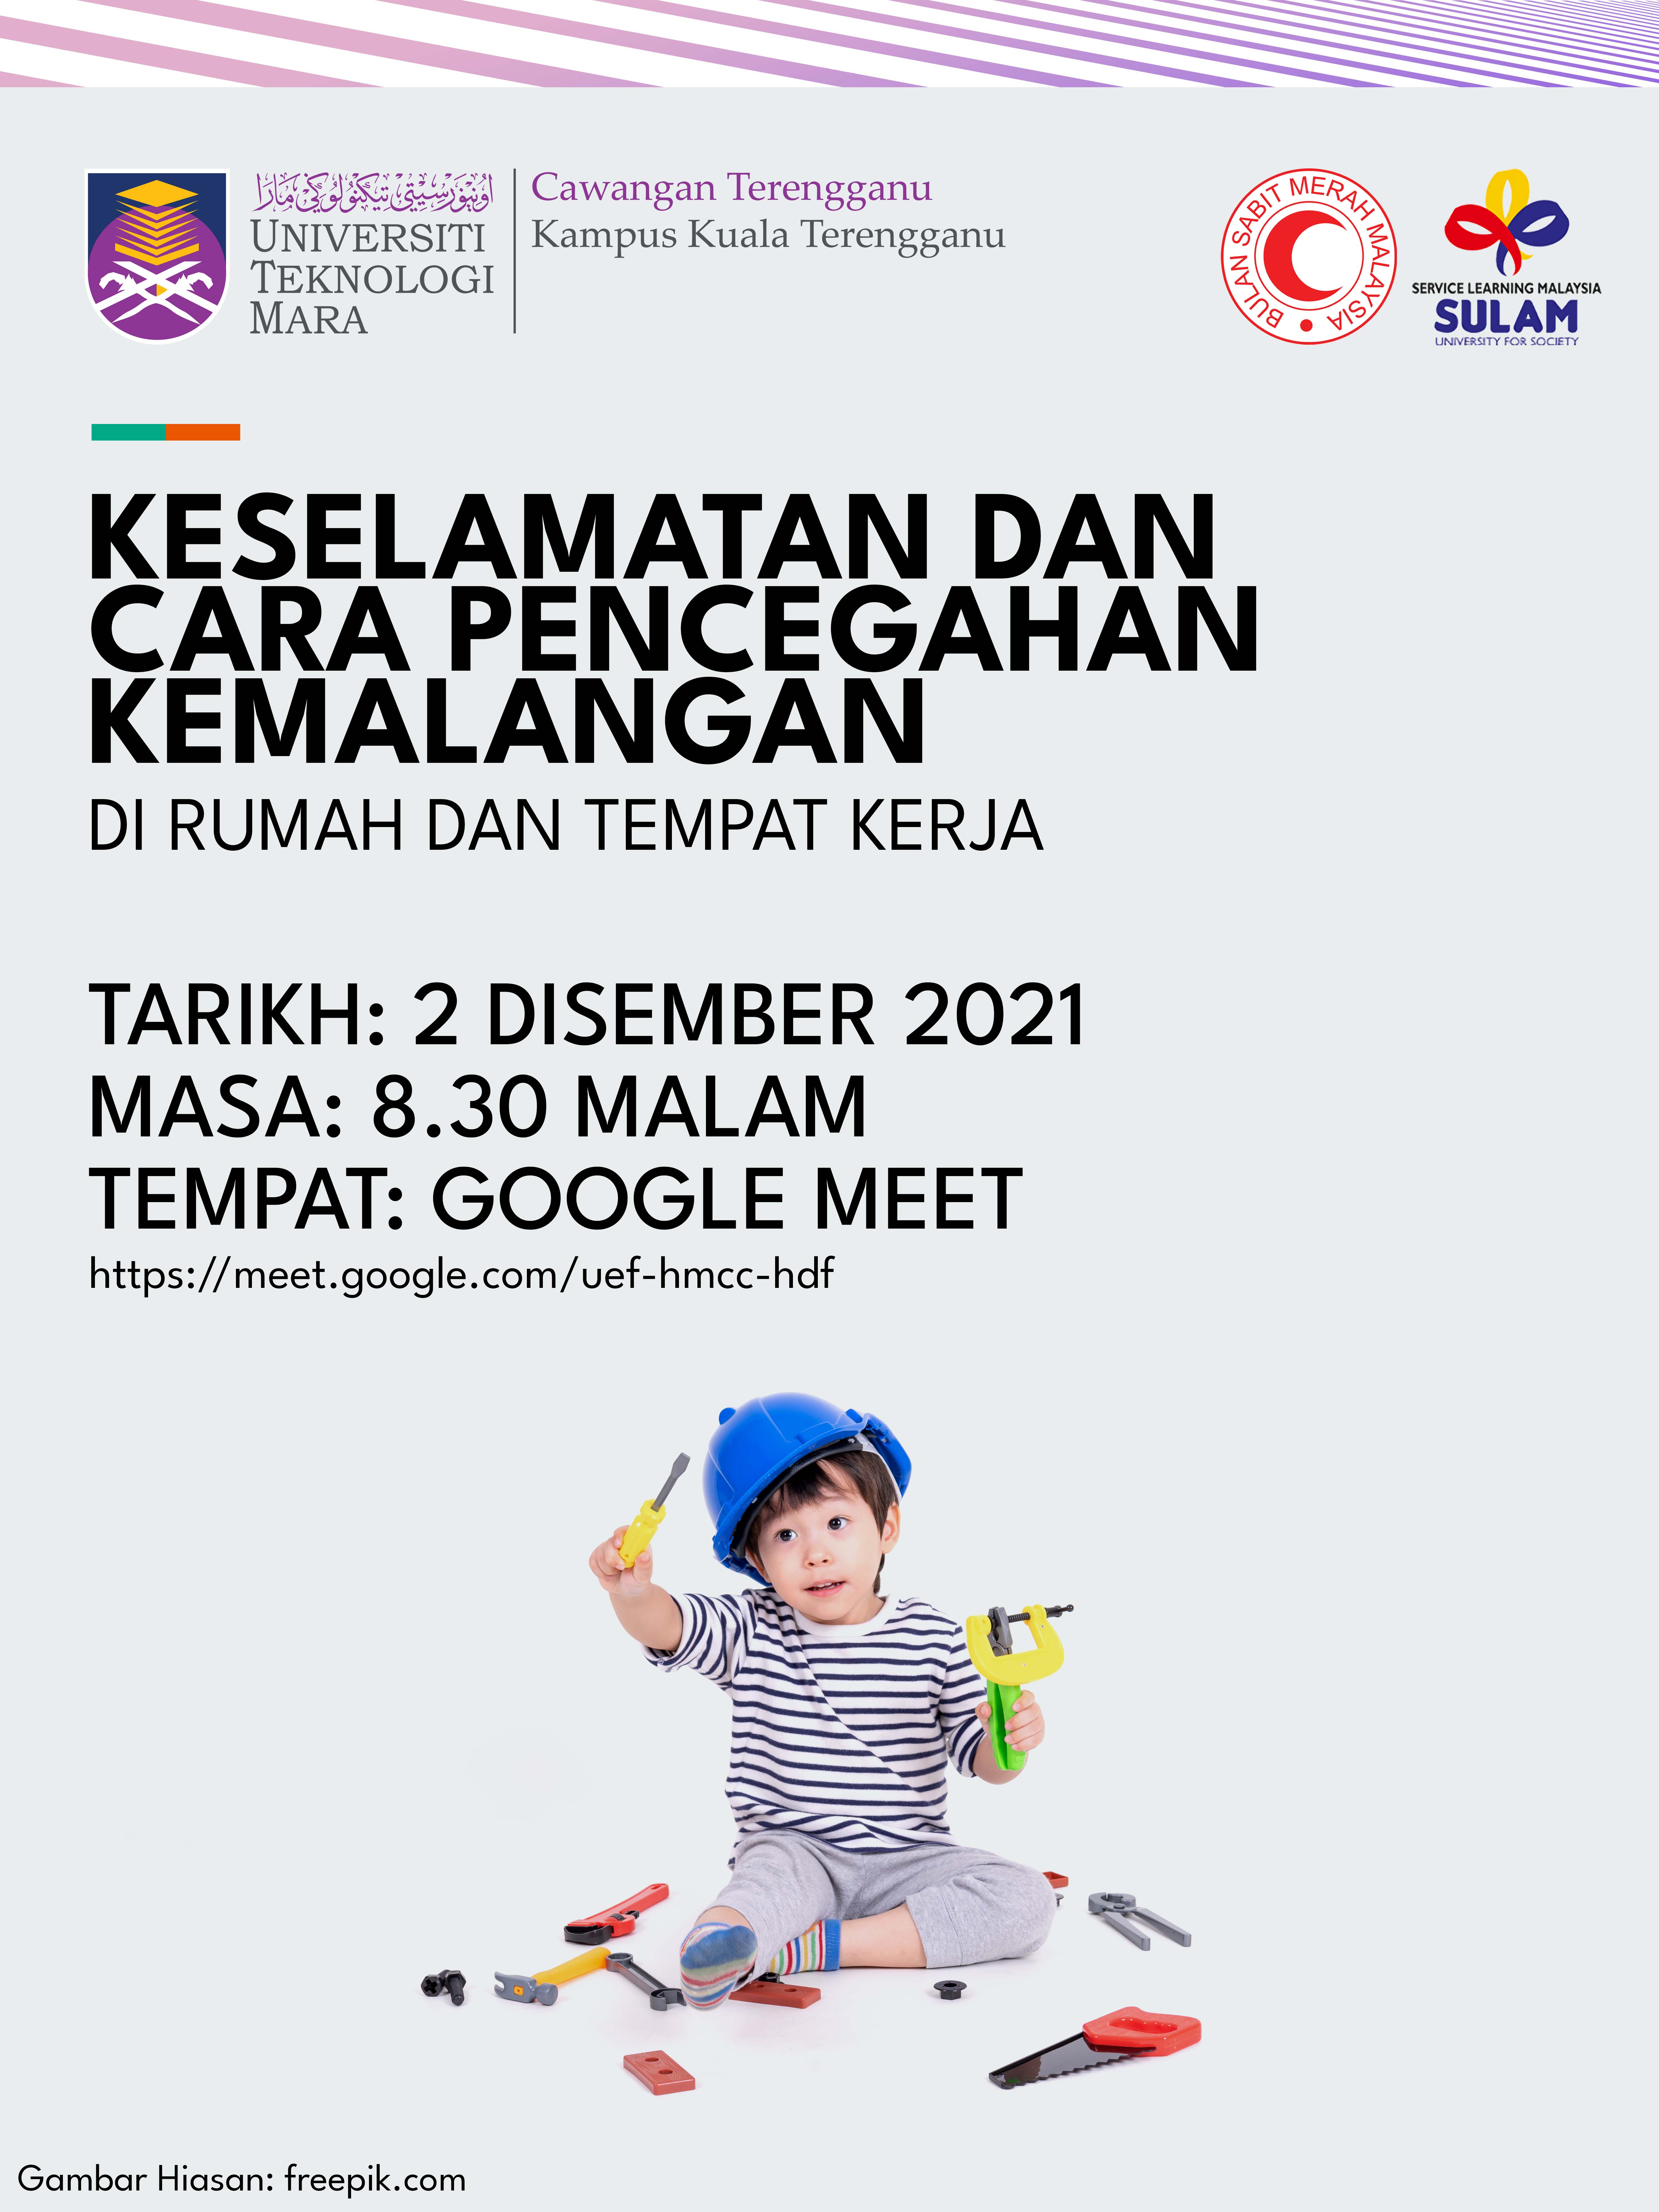 اونيۏرسيتي تيکنولوݢي مارا
UNIVERSITI
TEKNOLOGI
MARA
Cawangan Terengganu
Kampus Kuala Terengganu
BULAN SABIT MERAH MALAYSIA
SERVICE LEARNING MALAYSIA
SULAM
UNIVERSITY FOR SOCIETY
KESELAMATAN DAN
CARA PENCEGAHAN
KEMALANGAN
DI RUMAH DAN TEMPAT KERJA
TARIKH: 2 DISEMBER 2021
MASA: 8.30 MALAM
TEMPAT: GOOGLE MEET
https://meet.google.com/uef-hmcc-hdf
Gambar Hiasan: freepik.com